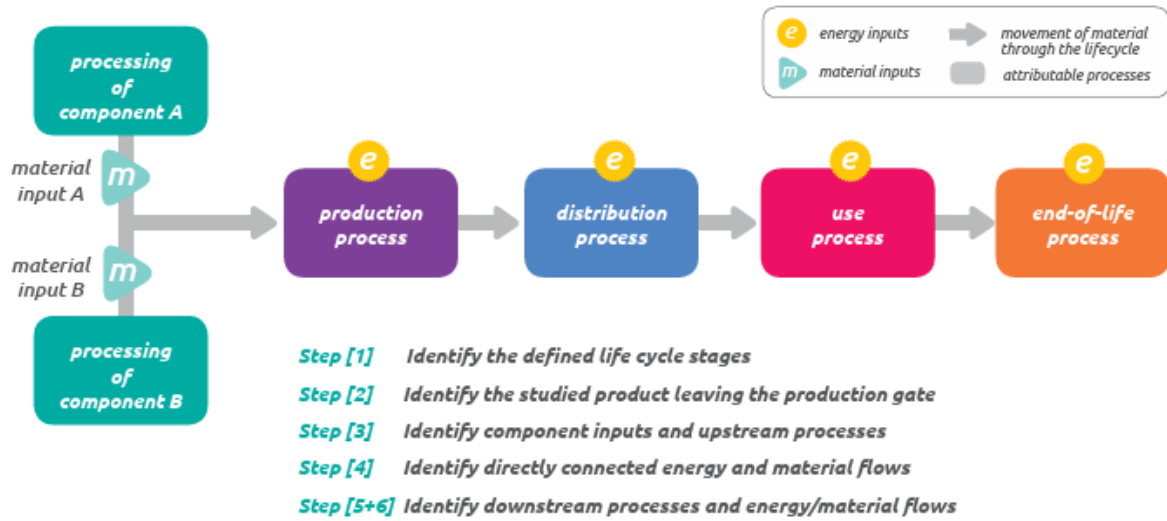 e energy inputs
movement of material
through the lifecycle
m material inputs
attributable processes
processing
of
component A
material
input A
m
e
production
process
e
distribution
process
e
use
process
e
end-of-life
process
material
input B
m
processing
of
component B
Step [1] Identify the defined life cycle stages
Step [2] Identify the studied product leaving the production gate
Step [3] Identify component inputs and upstream processes
Step [4] Identify directly connected energy and material flows
Step [5+6] Identify downstream processes and energy/material flows